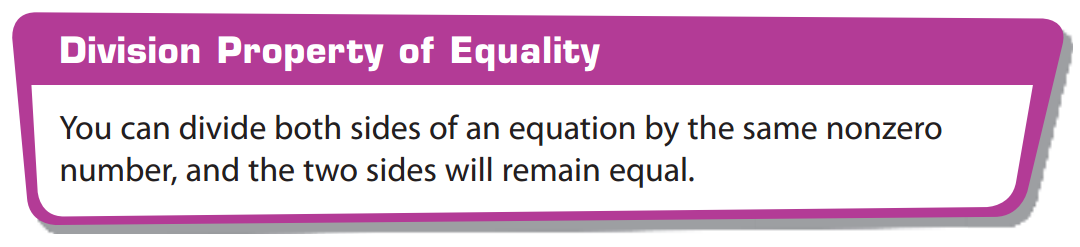 Division Property of Equality
You can divide both sides of an equation by the same nonzero
number, and the two sides will remain equal.